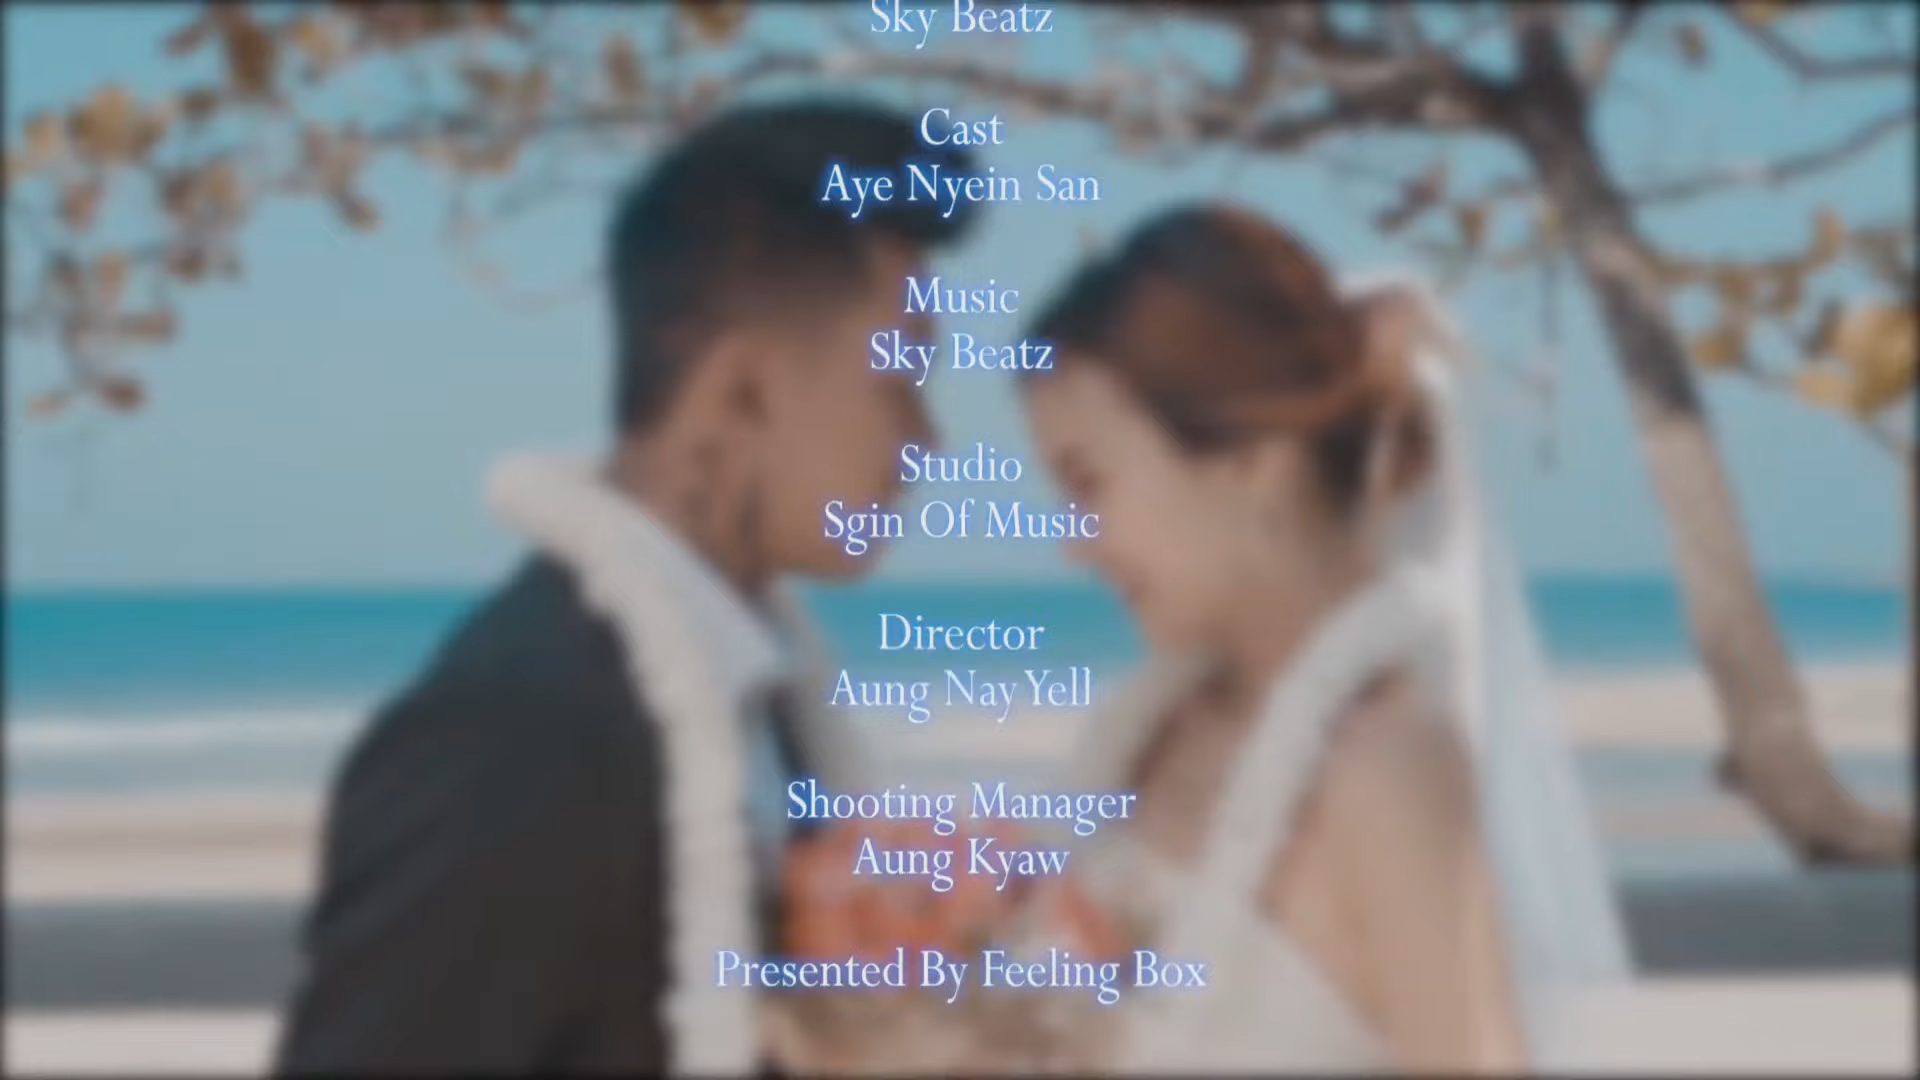 Sky Beatz
Cast
Aye Nyein San
Music
Sky Beatz
Studio
Sgin Of Music
Director
Aung Nay Yell
Shooting Manager
Aung Kyaw
Presented By Feeling Box